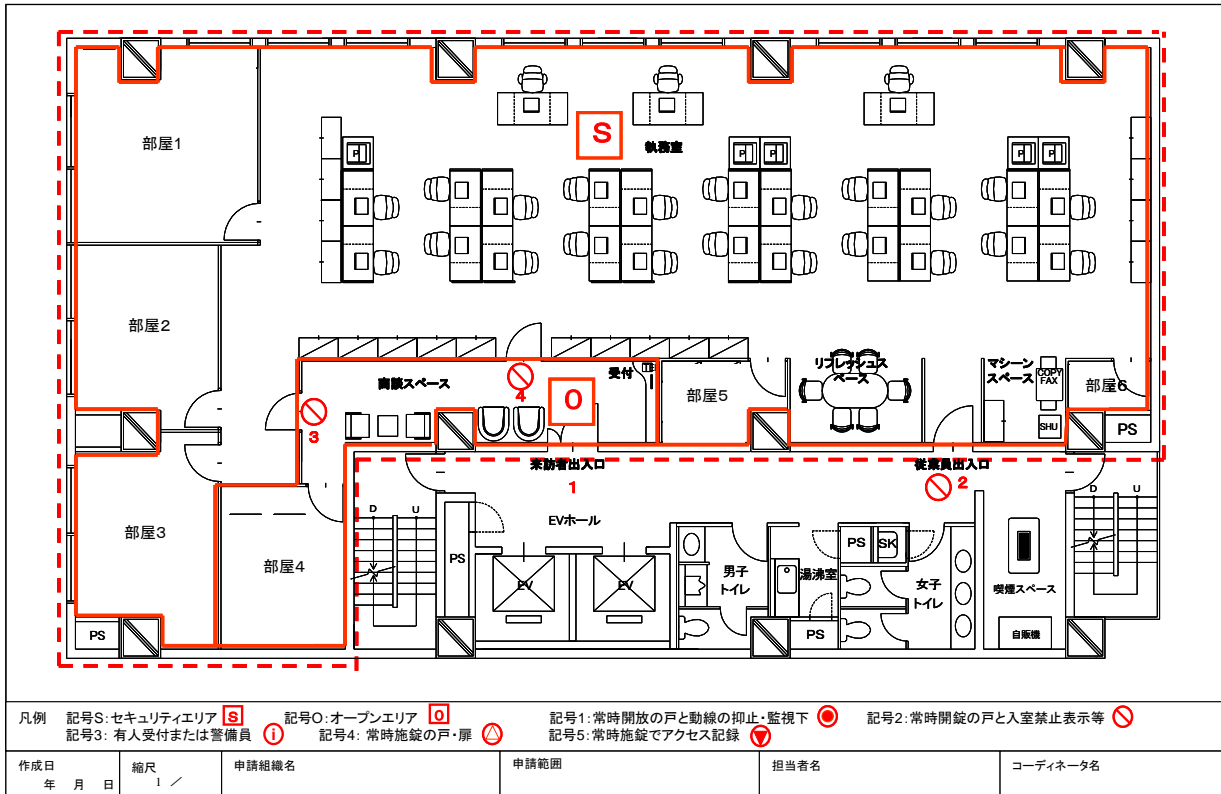 部屋1
S
執務室
P
P
P
P
P
部屋2
面談スペース
受付
4
O
3
部屋5
リフレッシュスペース
マシーンスペース
COPY
FAX
SHU
部屋6
PS
来訪者出入口
1
従業員出入口
2
EVホール
D
U
D
U
部屋3
部屋4
PS
PS
EV
EV
男子
トイレ
湯沸室
PS
SK
女子
トイレ
PS
喫煙スペース
自販機
凡例 記号S:セキュリティエリア S 記号O:オープンエリア O 記号1:常時開放の戸と動線の抑止・監視下 記号2:常時開錠の戸と入室禁止表示等
記号3: 有人受付または警備員 i 記号4: 常時施錠の戸・扉 記号5:常時施錠でアクセス記録
作成日 縮尺 申請組織名 申請範囲 担当者名 コーディネータ名
年 月 日 1 ／